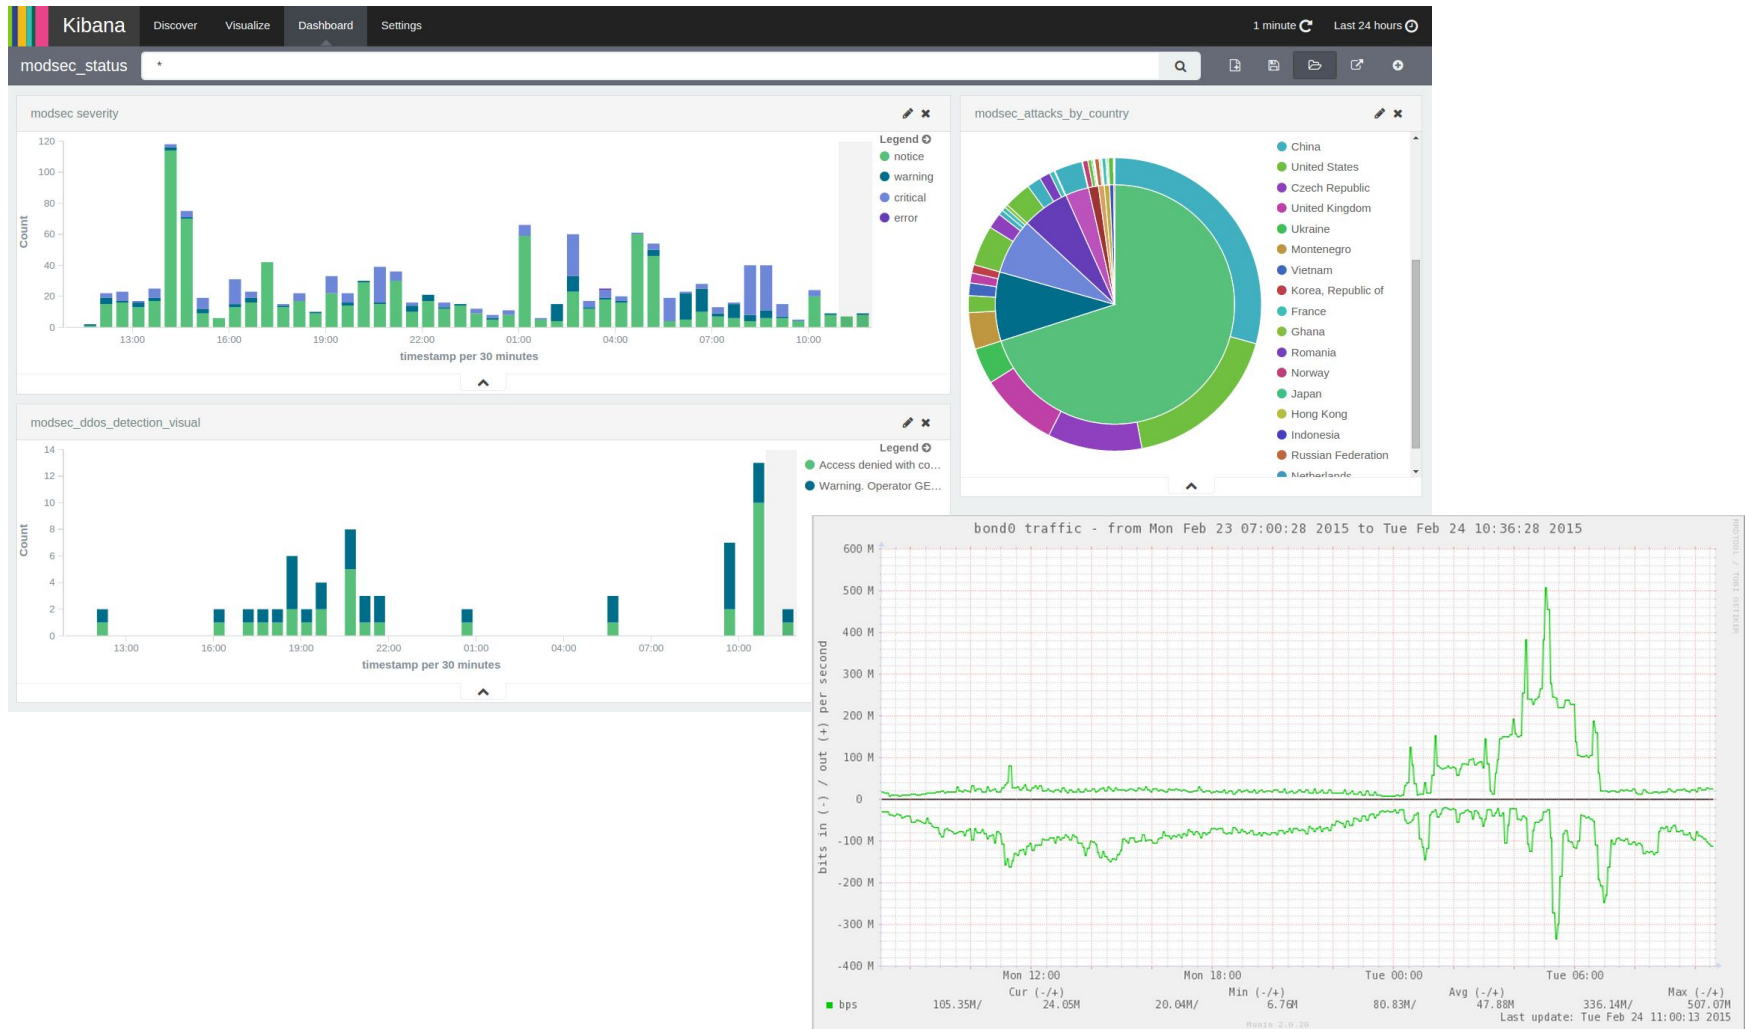 Kibana Discover Visualize Dashboard Settings 1 minute Last 24 hours
modsec_status *
modsec severity
Legend
notice
warning
critical
error
120
100
80
60
40
20
0
Count
13:00 16:00 19:00 22:00 01:00 04:00 07:00 10:00
timestamp per 30 minutes
modsec_attacks_by_country
China
United States
Czech Republic
United Kingdom
Ukraine
Montenegro
Vietnam
Korea, Republic of
France
Ghana
Romania
Norway
Japan
Hong Kong
Indonesia
Russian Federation
Netherlands
modsec_ddos_detection_visual
Legend
Access denied with co...
Warning. Operator GE...
14
12
10
8
6
4
2
0
Count
13:00 16:00 19:00 22:00 01:00 04:00 07:00 10:00
timestamp per 30 minutes
bond0 traffic - from Mon Feb 23 07:00:28 2015 to Tue Feb 24 10:36:28 2015
RRDTOOL / TOBI OETIKER
600 M
500 M
400 M
300 M
200 M
100 M
0
-100 M
-200 M
-300 M
-400 M
bits in (-) / out (+) per second
Mon 12:00 Mon 18:00 Tue 00:00 Tue 06:00
Cur (-/+) Min (-/+) Avg (-/+) Max (-/+)
bps 105.35M/ 24.05M 20.04M/ 6.76M 80.83M/ 47.88M 336.14M/ 507.07M
Last update: Tue Feb 24 11:00:13 2015
Munin 2.0.20